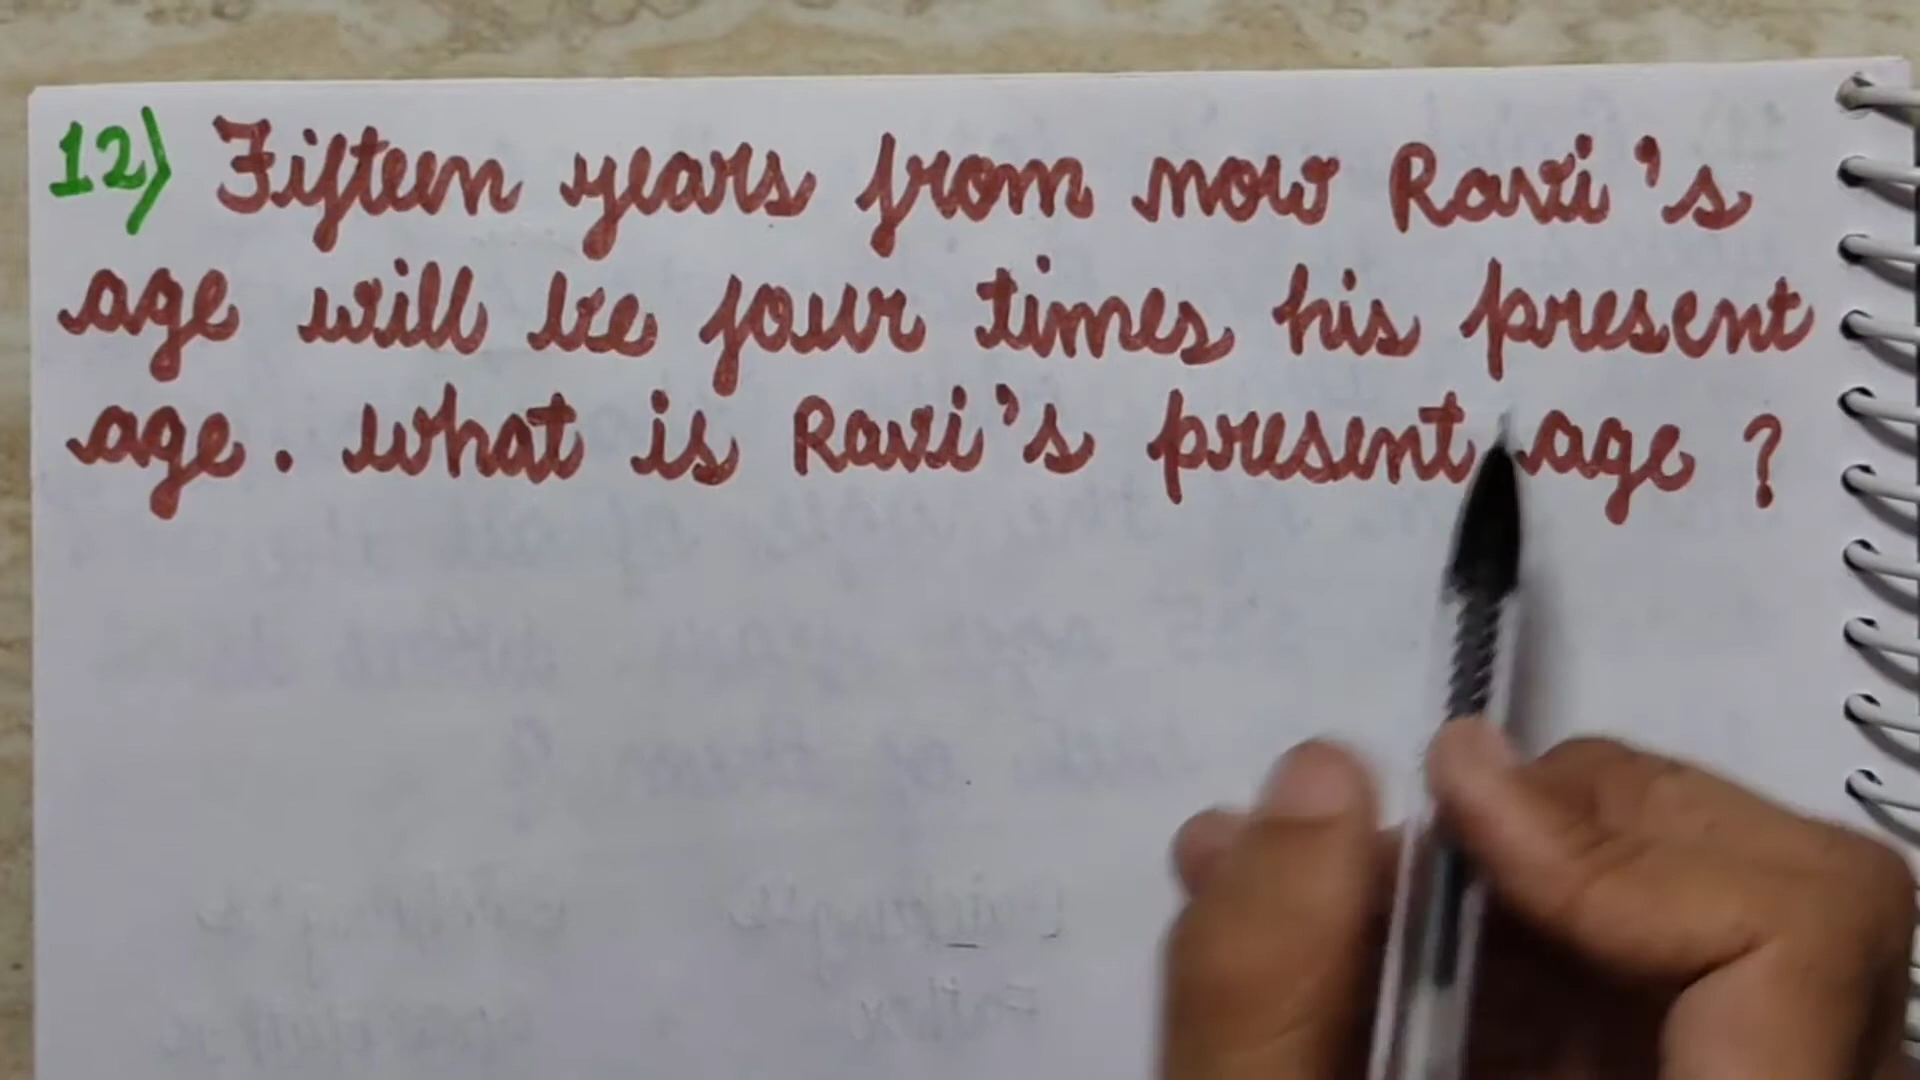 12) Fifteen years from now Ravi's
age will be four times his present
age. what is Ravi's present age ?